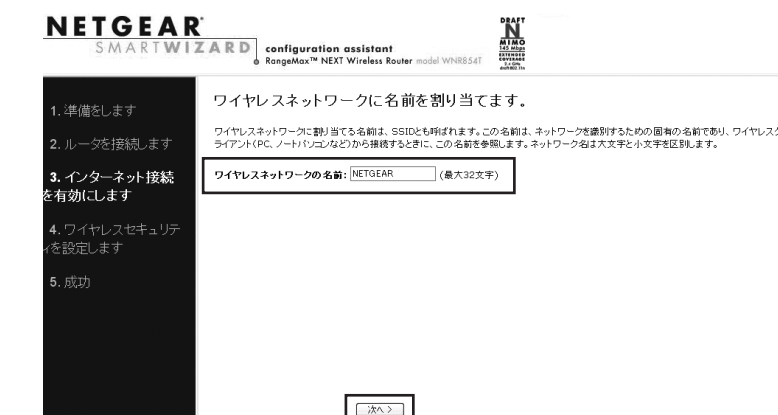 NETGEAR
SMARTWIZARD configuration assistant
RangeMax™ NEXT Wireless Router model WNR854T
DRAFT
N
MIMO
145 Mbps
EXTENDED
COVERAGE
2.4 GHz
draft 802.11n
1. 準備をします
2. ルータを接続します
3. インターネット接続
を有効にします
4. ワイヤレスセキュリテ
ィを設定します
5. 成功
ワイヤレスネットワークに名前を割り当てます。
ワイヤレスネットワークに割り当てる名前は、SSIDとも呼ばれます。この名前は、ネットワークを識別するための固有の名前であり、ワイヤレスク
ライアント(PC、ノートパソコンなど)から接続するときに、この名前を参照します。ネットワーク名は大文字と小文字を区別します。
ワイヤレスネットワークの名前: NETGEAR (最大32文字)
次へ >